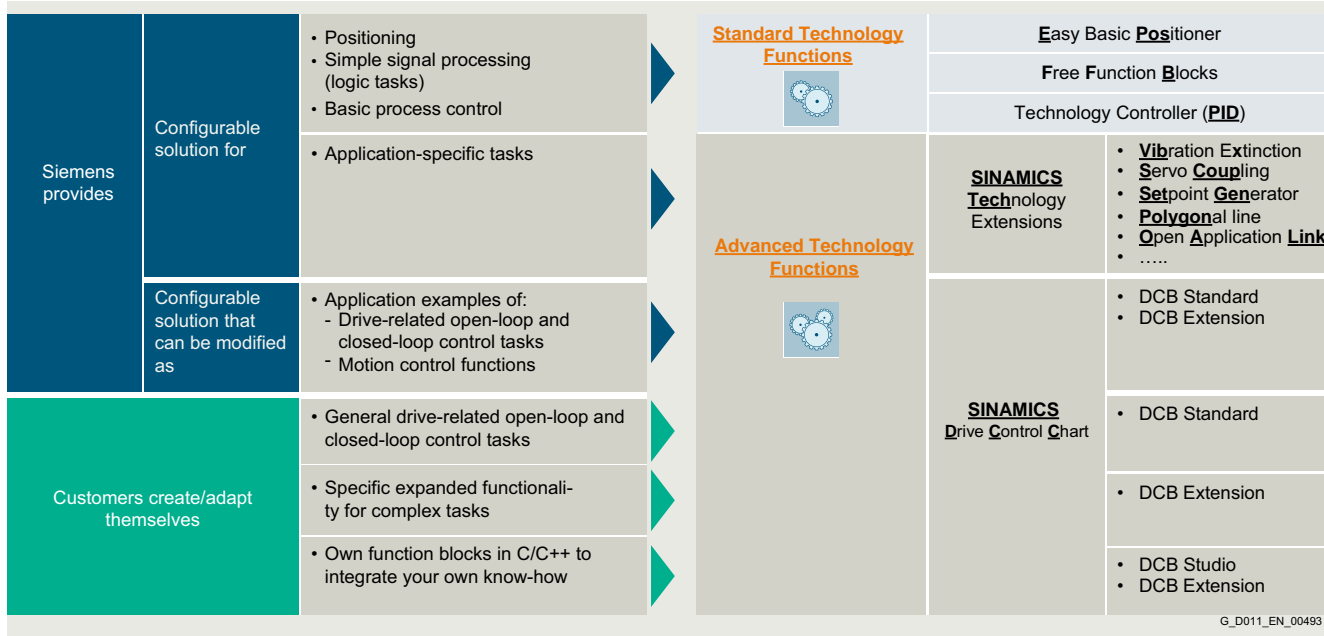 Siemens
provides
Configurable
solution for
• Positioning
• Simple signal processing
(logic tasks)
• Basic process control
• Application-specific tasks
Configurable
solution that
can be modified
as
• Application examples of:
- Drive-related open-loop and
closed-loop control tasks
- Motion control functions
Customers create/adapt
themselves
• General drive-related open-loop and
closed-loop control tasks
• Specific expanded functionali-
ty for complex tasks
• Own function blocks in C/C++ to
integrate your own know-how
Standard Technology
Functions
Easy Basic Positioner
Free Function Blocks
Technology Controller (PID)
Advanced Technology
Functions
SINAMICS
Technology
Extensions
• Vibration Extinction
• Servo Coupling
• Setpoint Generator
• Polygonal line
• Open Application Link
• …..
SINAMICS
Drive Control Chart
• DCB Standard
• DCB Extension
• DCB Standard
• DCB Extension
• DCB Studio
• DCB Extension
G_D011_EN_00493